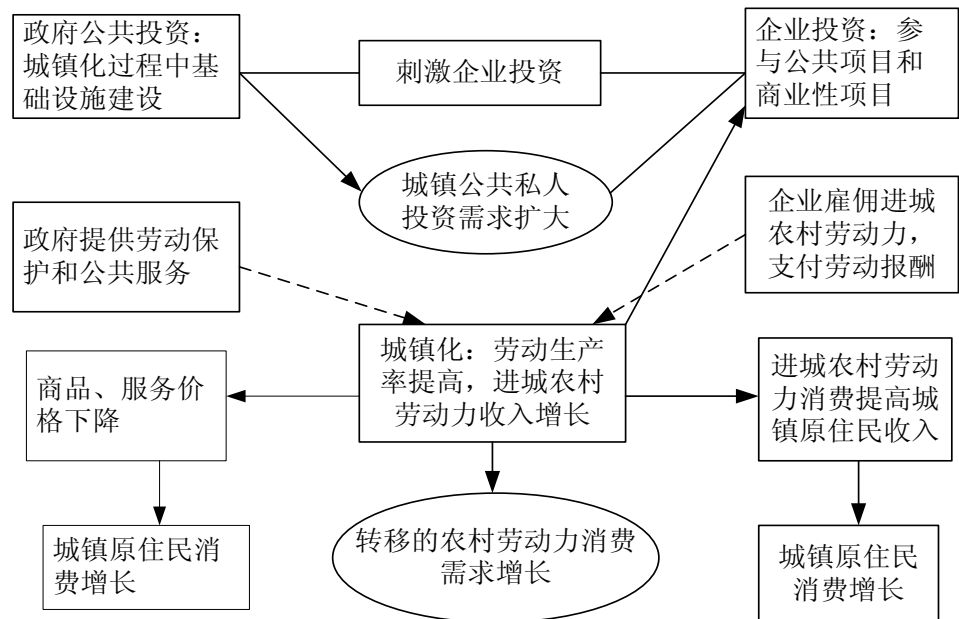 政府公共投资：
城镇化过程中基
础设施建设
刺激企业投资
企业投资：参
与公共项目和
商业性项目
城镇公共私人
投资需求扩大
政府提供劳动保
护和公共服务
企业雇佣进城
农村劳动力，
支付劳动报酬
城镇化：劳动生产
率提高，进城农村
劳动力收入增长
商品、服务价
格下降
进城农村劳动
力消费提高城
镇原住民收入
城镇原住民消
费增长
转移的农村劳动力消费
需求增长
城镇原住民
消费增长